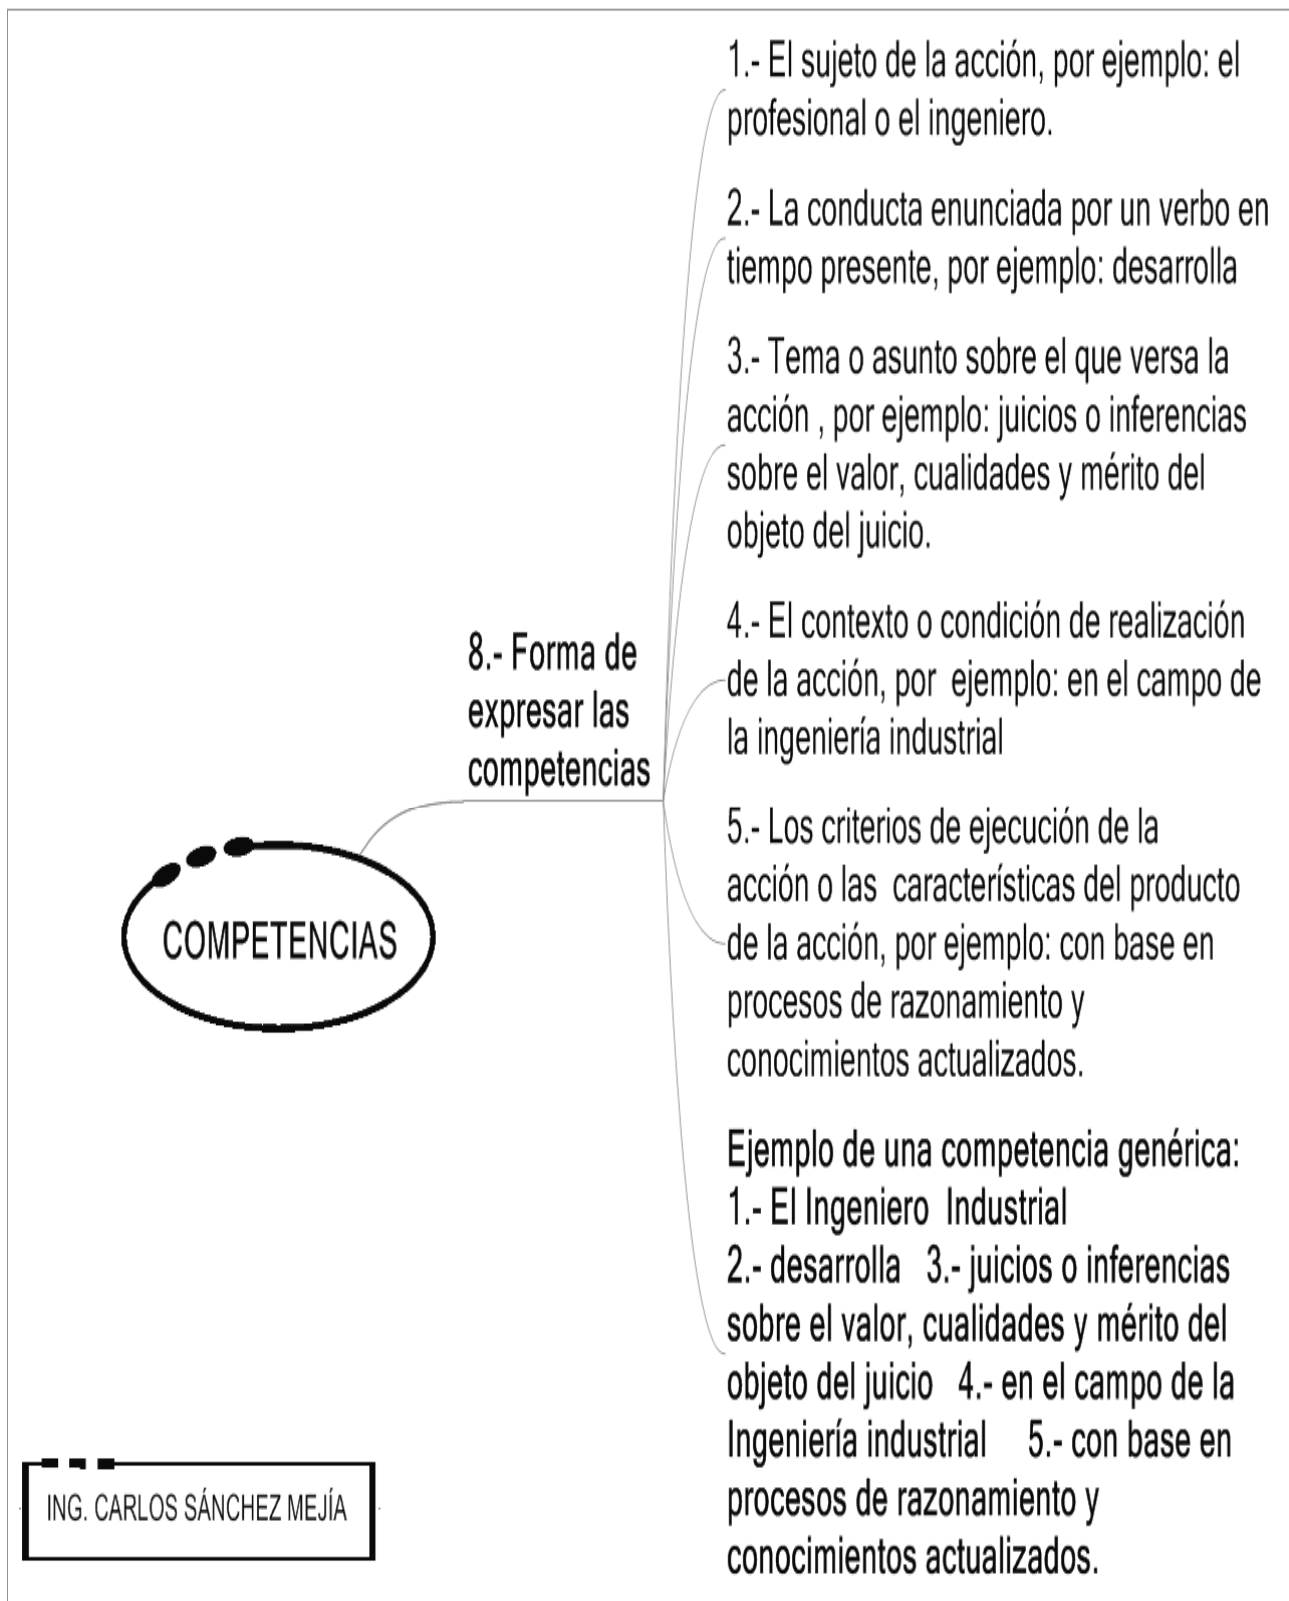 1.- El sujeto de la acción, por ejemplo: el
profesional o el ingeniero.
2.- La conducta enunciada por un verbo en
tiempo presente, por ejemplo: desarrolla
3.- Tema o asunto sobre el que versa la
acción , por ejemplo: juicios o inferencias
sobre el valor, cualidades y mérito del
objeto del juicio.
8.- Forma de
expresar las
competencias
4.- El contexto o condición de realización
de la acción, por ejemplo: en el campo de
la ingeniería industrial
COMPETENCIAS
5.- Los criterios de ejecución de la
acción o las características del producto
de la acción, por ejemplo: con base en
procesos de razonamiento y
conocimientos actualizados.
Ejemplo de una competencia genérica:
1.- El Ingeniero Industrial
2.- desarrolla 3.- juicios o inferencias
sobre el valor, cualidades y mérito del
objeto del juicio 4.- en el campo de la
Ingeniería industrial 5.- con base en
procesos de razonamiento y
conocimientos actualizados.
ING. CARLOS SÁNCHEZ MEJÍA